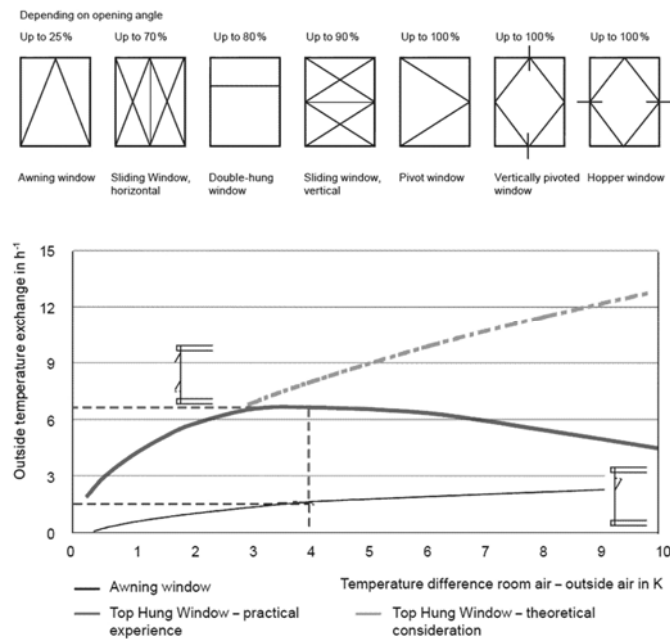 Depending on opening angle
Up to 25% Up to 70% Up to 80% Up to 90% Up to 100% Up to 100% Up to 100%
Awning window Sliding Window, Double-hung Sliding window, Pivot window Vertically pivoted Hopper window
horizontal window vertical window
Outside temperature exchange in h-1
15
12
9
6
3
0
0 1 2 3 4 5 6 7 8 9 10
Awning window Temperature difference room air – outside air in K
Top Hung Window – practical Top Hung Window – theoretical
experience consideration